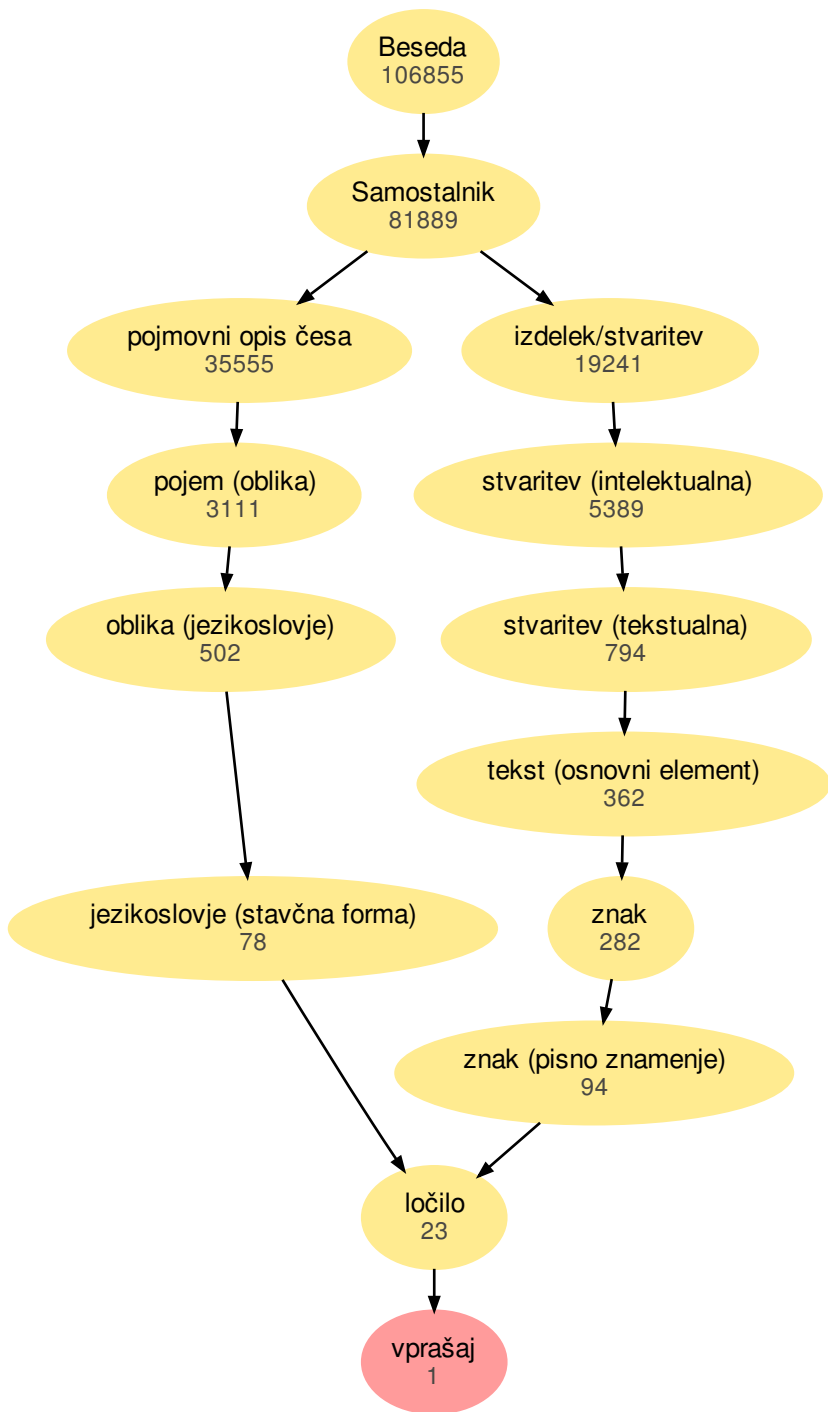 Beseda
106855
Samostalnik
81889
pojmovni opis česa
35555
izdelek/stvaritev
19241
pojem (oblika)
3111
stvaritev (intelektualna)
5389
oblika (jezikoslovje)
502
stvaritev (tekstualna)
794
tekst (osnovni element)
362
jezikoslovje (stavčna forma)
78
znak
282
znak (pisno znamenje)
94
ločilo
23
vprašaj
1